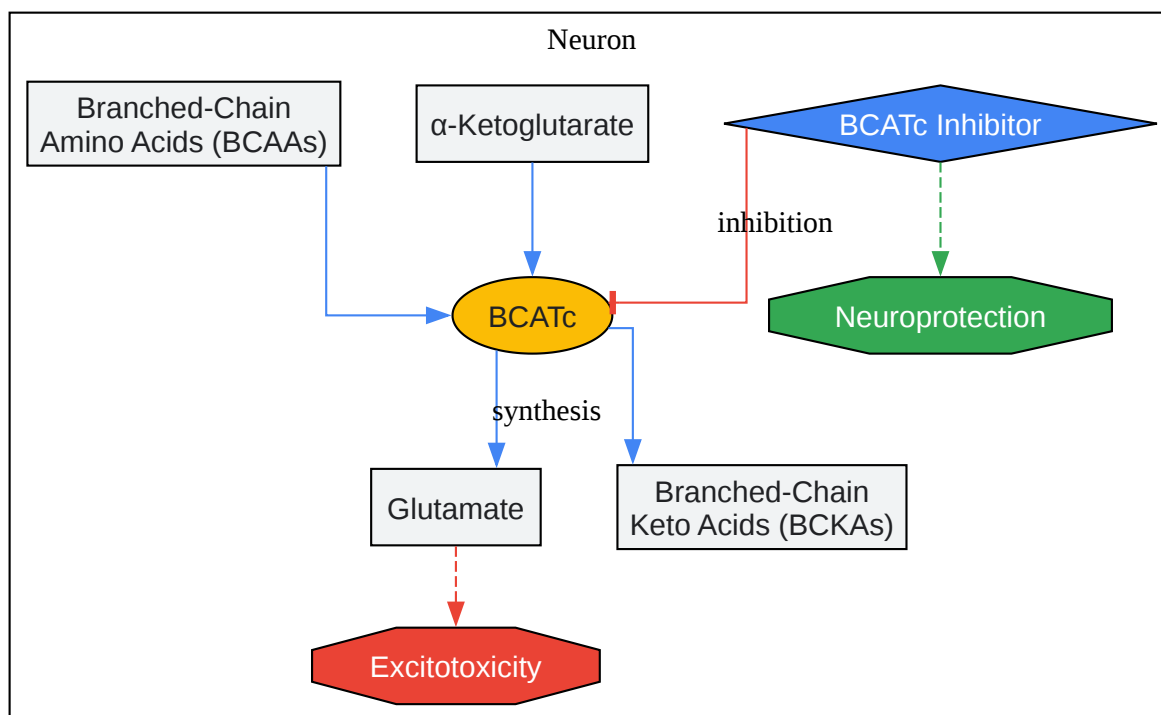 Neuron
Branched-Chain
Amino Acids (BCAAs)
α-Ketoglutarate
BCATc Inhibitor
inhibition
BCATc
Neuroprotection
synthesis
Glutamate
Branched-Chain
Keto Acids (BCKAs)
Excitotoxicity